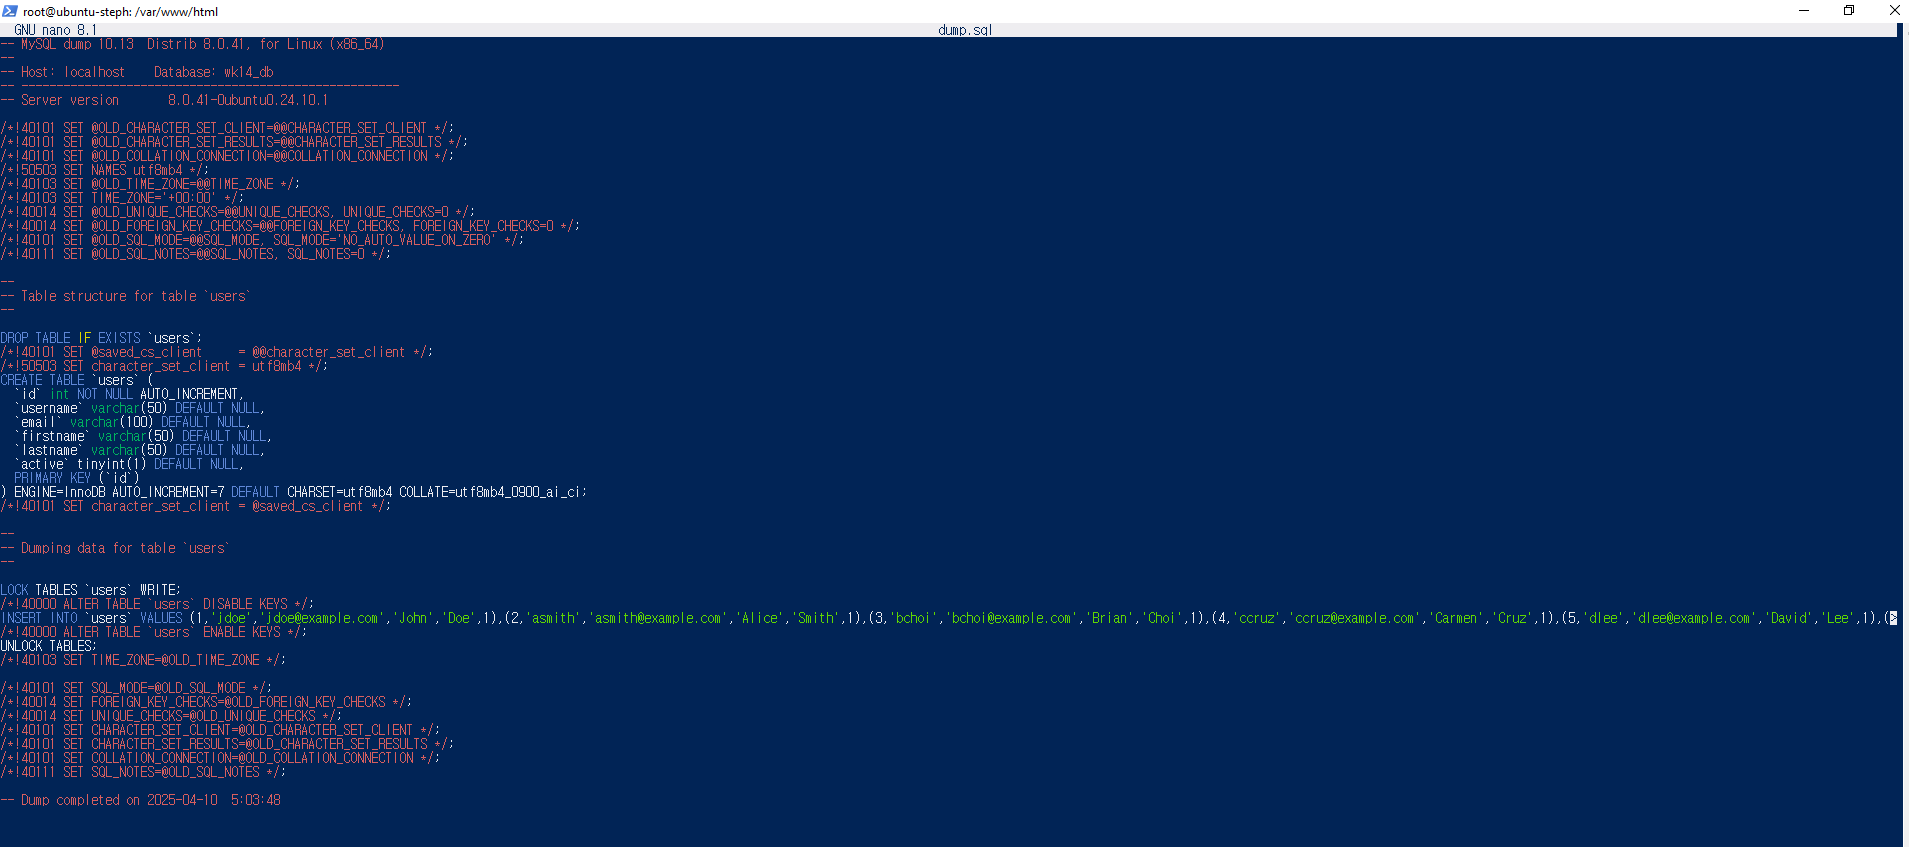 root@ubuntu-steph: /var/www/html
GNU nano 8.1 dump.sql
-- MySQL dump 10.13  Distrib 8.0.41, for Linux (x86_64)
--
-- Host: localhost    Database: wk14_db
-- ------------------------------------------------------
-- Server version       8.0.41-0ubuntu0.24.10.1
/*!40101 SET @OLD_CHARACTER_SET_CLIENT=@@CHARACTER_SET_CLIENT */;
/*!40101 SET @OLD_CHARACTER_SET_RESULTS=@@CHARACTER_SET_RESULTS */;
/*!40101 SET @OLD_COLLATION_CONNECTION=@@COLLATION_CONNECTION */;
/*!50503 SET NAMES utf8mb4 */;
/*!40103 SET @OLD_TIME_ZONE=@@TIME_ZONE */;
/*!40103 SET TIME_ZONE='+00:00' */;
/*!40014 SET @OLD_UNIQUE_CHECKS=@@UNIQUE_CHECKS, UNIQUE_CHECKS=0 */;
/*!40014 SET @OLD_FOREIGN_KEY_CHECKS=@@FOREIGN_KEY_CHECKS, FOREIGN_KEY_CHECKS=0 */;
/*!40101 SET @OLD_SQL_MODE=@@SQL_MODE, SQL_MODE='NO_AUTO_VALUE_ON_ZERO' */;
/*!40111 SET @OLD_SQL_NOTES=@@SQL_NOTES, SQL_NOTES=0 */;
--
-- Table structure for table `users`
--
DROP TABLE IF EXISTS `users`;
/*!40101 SET @saved_cs_client     = @@character_set_client */;
/*!50503 SET character_set_client = utf8mb4 */;
CREATE TABLE `users` (
  `id` int NOT NULL AUTO_INCREMENT,
  `username` varchar(50) DEFAULT NULL,
  `email` varchar(100) DEFAULT NULL,
  `firstname` varchar(50) DEFAULT NULL,
  `lastname` varchar(50) DEFAULT NULL,
  `active` tinyint(1) DEFAULT NULL,
  PRIMARY KEY (`id`)
) ENGINE=InnoDB AUTO_INCREMENT=7 DEFAULT CHARSET=utf8mb4 COLLATE=utf8mb4_0900_ai_ci;
/*!40101 SET character_set_client = @saved_cs_client */;
--
-- Dumping data for table `users`
--
LOCK TABLES `users` WRITE;
/*!40000 ALTER TABLE `users` DISABLE KEYS */;
INSERT INTO `users` VALUES (1,'jdoe','jdoe@example.com','John','Doe',1),(2,'asmith','asmith@example.com','Alice','Smith',1),(3,'bchoi','bchoi@example.com','Brian','Choi',1),(4,'ccruz','ccruz@example.com','Carmen','Cruz',1),(5,'dlee','dlee@example.com','David','Lee',1),(>
/*!40000 ALTER TABLE `users` ENABLE KEYS */;
UNLOCK TABLES;
/*!40103 SET TIME_ZONE=@OLD_TIME_ZONE */;
/*!40101 SET SQL_MODE=@OLD_SQL_MODE */;
/*!40014 SET FOREIGN_KEY_CHECKS=@OLD_FOREIGN_KEY_CHECKS */;
/*!40014 SET UNIQUE_CHECKS=@OLD_UNIQUE_CHECKS */;
/*!40101 SET CHARACTER_SET_CLIENT=@OLD_CHARACTER_SET_CLIENT */;
/*!40101 SET CHARACTER_SET_RESULTS=@OLD_CHARACTER_SET_RESULTS */;
/*!40101 SET COLLATION_CONNECTION=@OLD_COLLATION_CONNECTION */;
/*!40111 SET SQL_NOTES=@OLD_SQL_NOTES */;
-- Dump completed on 2025-04-10  5:03:48